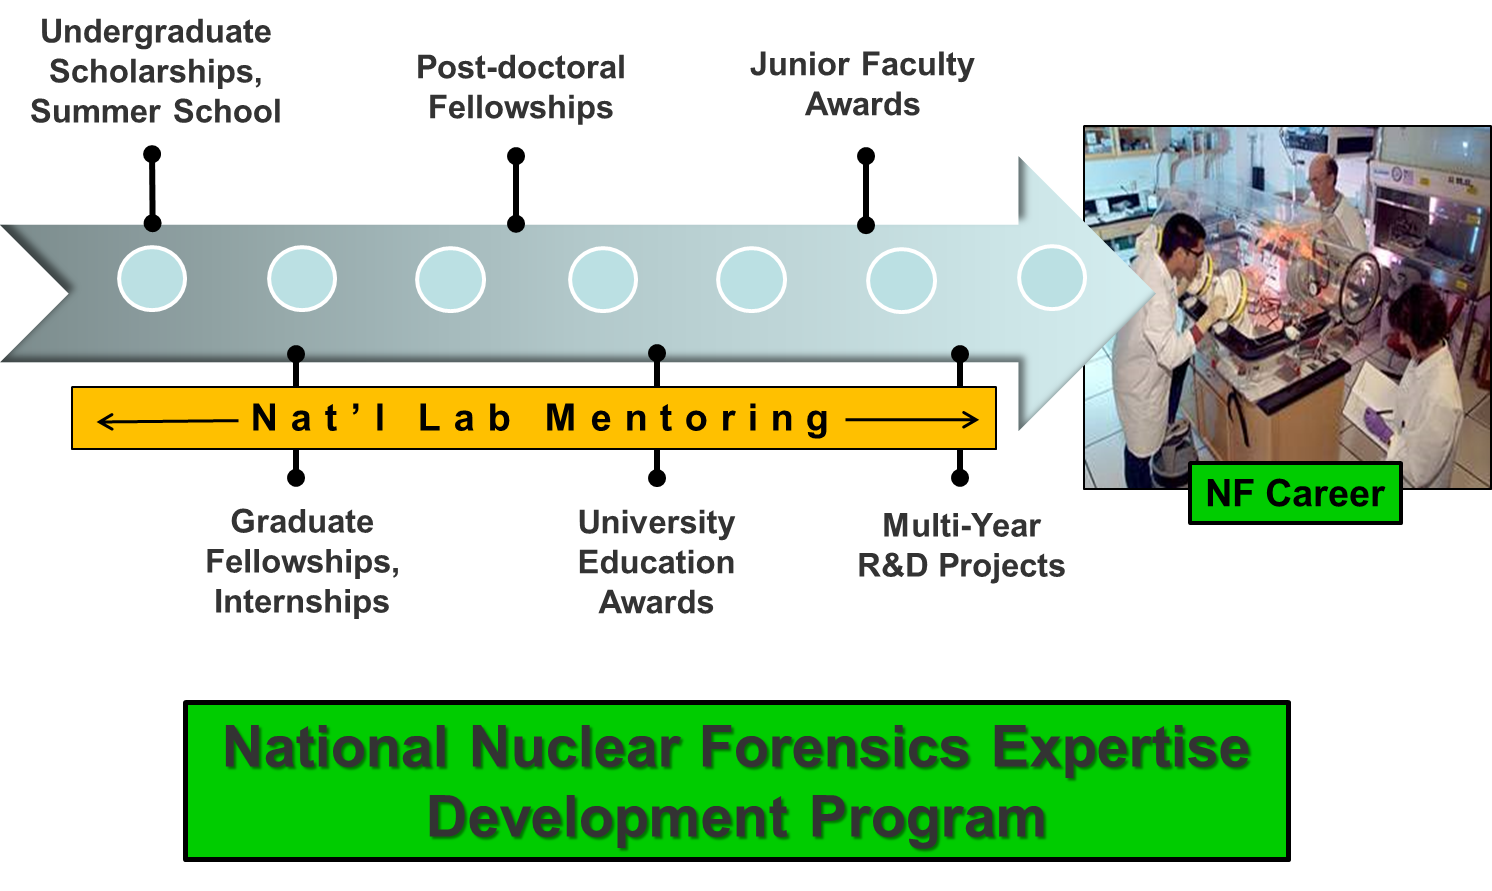 Undergraduate
Scholarships,
Summer School
Post-doctoral
Fellowships
Junior Faculty
Awards
Nat’l Lab Mentoring
Graduate
Fellowships,
Internships
University
Education
Awards
Multi-Year
R&D Projects
NF Career
National Nuclear Forensics Expertise
Development Program